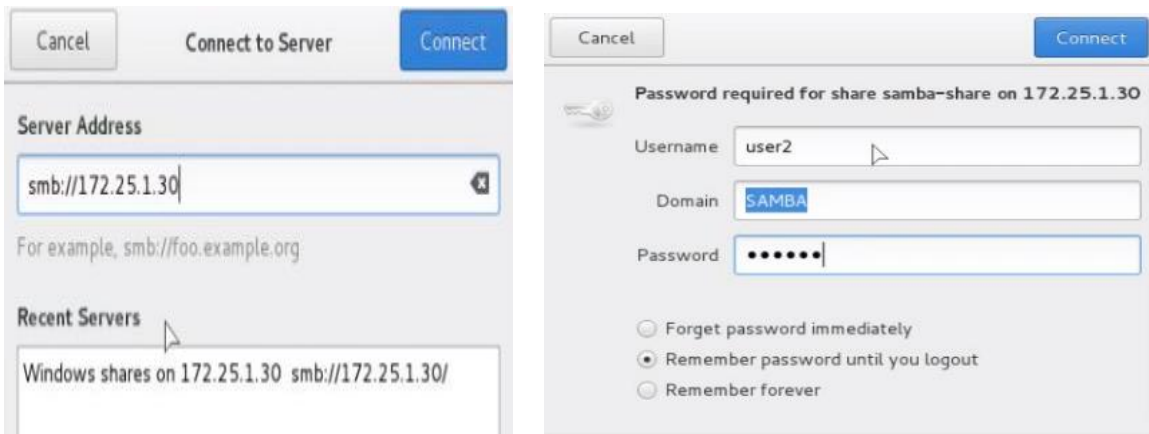 Cancel Connect to Server Connect
Server Address
smb://172.25.1.30
For example, smb://foo.example.org
Recent Servers
Windows shares on 172.25.1.30 smb://172.25.1.30/
Cancel Connect
Password required for share samba-share on 172.25.1.30
Username user2
Domain SAMBA
Password ••••••
Forget password immediately
Remember password until you logout
Remember forever